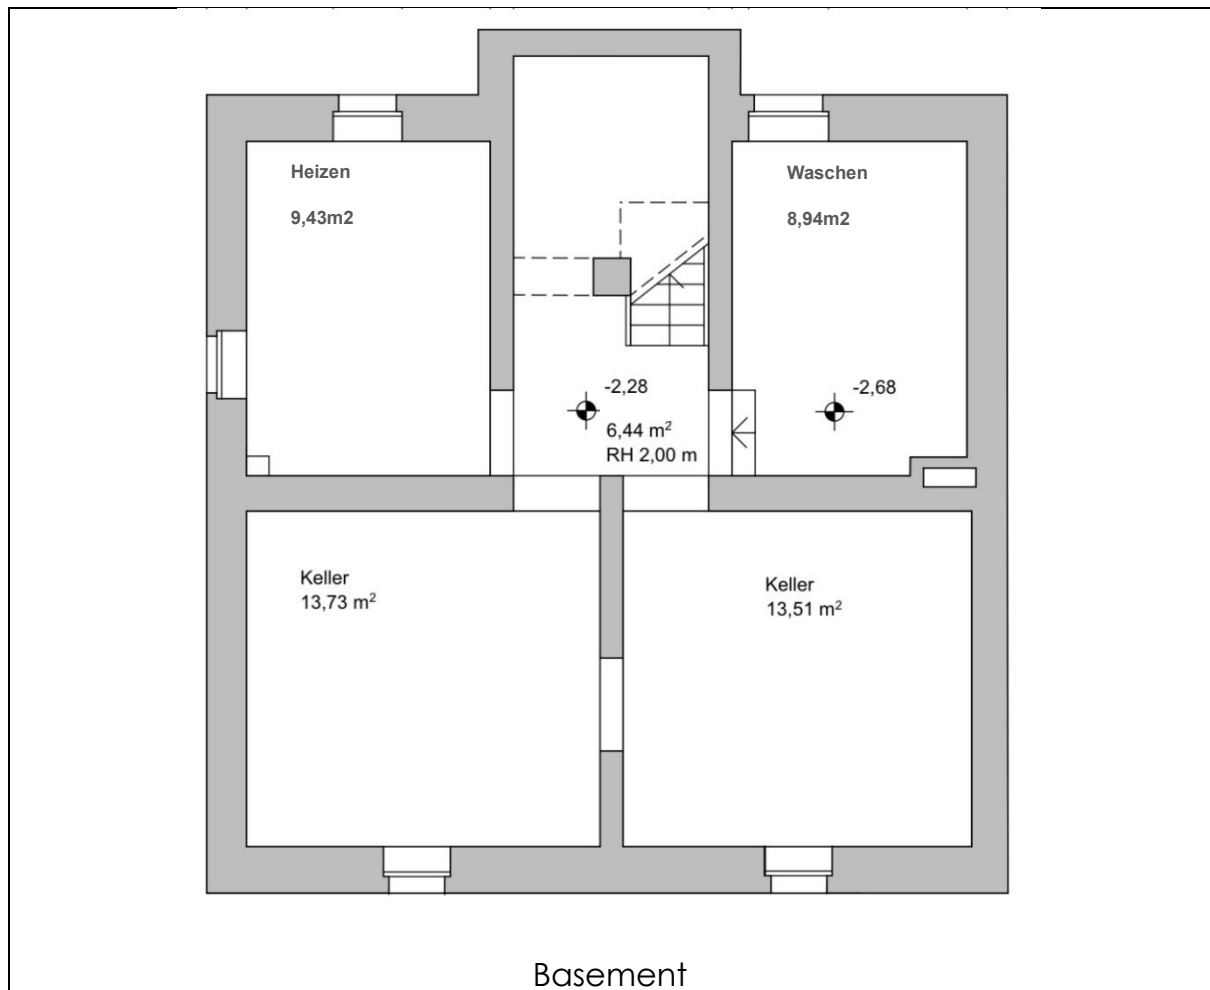 Heizen
9,43m2
Waschen
8,94m2
-2,28
6,44 m²
RH 2,00 m
-2,68
Keller
13,73 m²
Keller
13,51 m²
Basement